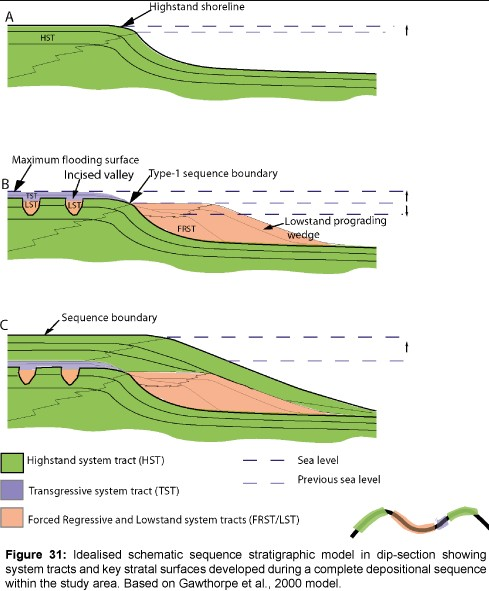 A
Highstand shoreline
HST
Maximum flooding surface
Incised valley
Type-1 sequence boundary
B
TST
LST
LST
FRST
Lowstand prograding
wedge
C
Sequence boundary
Highstand system tract (HST)
Transgressive system tract (TST)
Forced Regressive and Lowstand system tracts (FRST/LST)
Sea level
Previous sea level
Figure 31: Idealised schematic sequence stratigraphic model in dip-section showing
system tracts and key stratal surfaces developed during a complete depositional sequence
within the study area. Based on Gawthorpe et al., 2000 model.